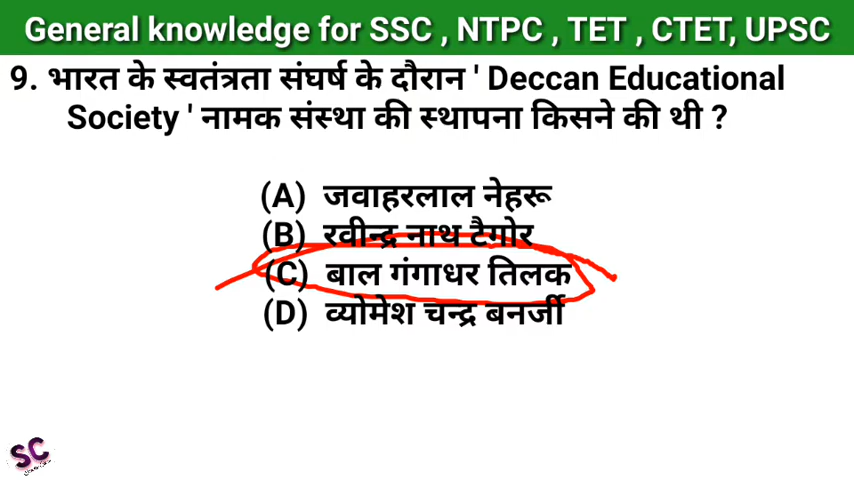 General knowledge for SSC , NTPC , TET , CTET, UPSC
9. भारत के स्वतंत्रता संघर्ष के दौरान ' Deccan Educational
Society ' नामक संस्था की स्थापना किसने की थी ?
(A) जवाहरलाल नेहरू
(B) रवीन्द्र नाथ टैगोर
(C) बाल गंगाधर तिलक
(D) व्योमेश चन्द्र बनर्जी
SC